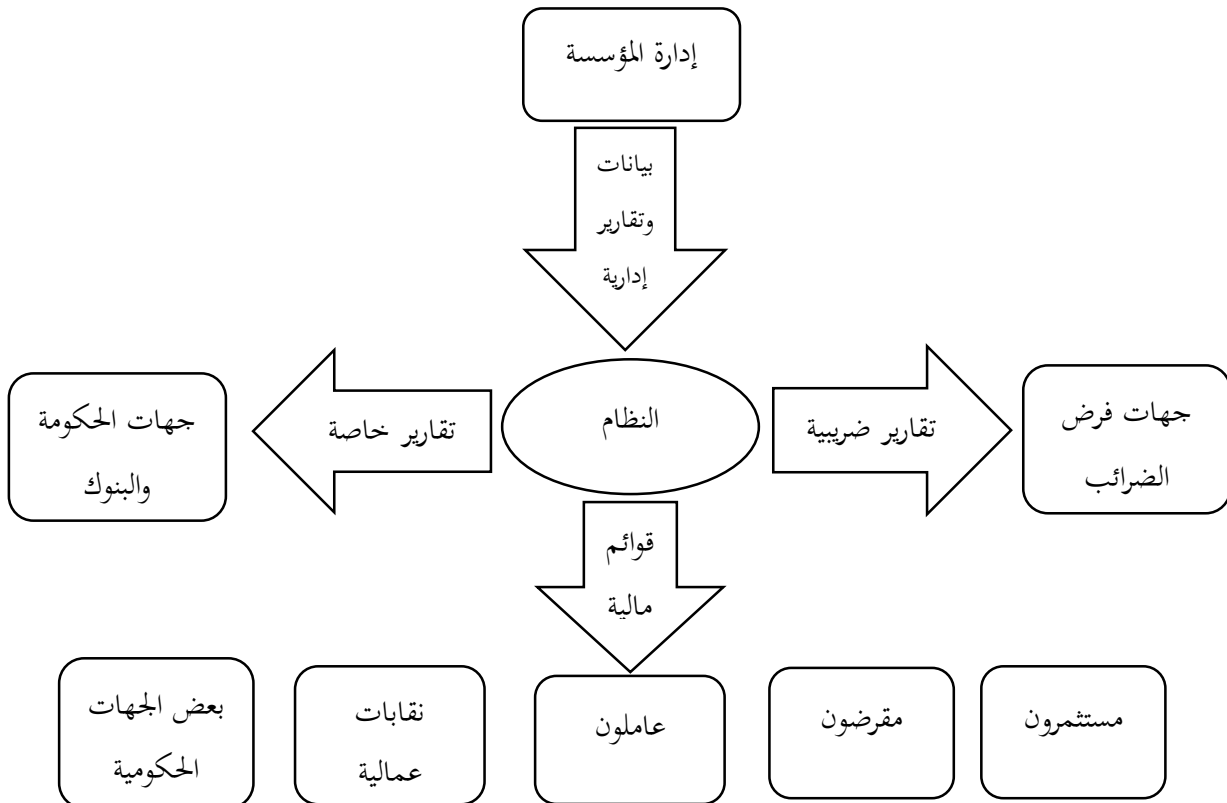 إدارة المؤسسة
بيانات
وتقارير
إدارية
جهات فرض
الضرائب
تقارير ضريبية
النظام
تقارير خاصة
جهات الحكومة
والبنوك
قوائم
مالية
مستثمرون
مقرضون
عاملون
نقابات
عمالية
بعض الجهات
الحكومية